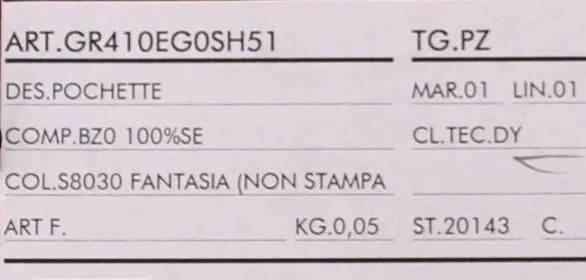 ART.GR410EG0SH51 TG.PZ
DES.POCHETTE MAR.01 LIN.01
COMP.BZ0 100%SE CL.TEC.DY
COL.S8030 FANTASIA (NON STAMPA
ART F. KG.0,05 ST.20143 C.